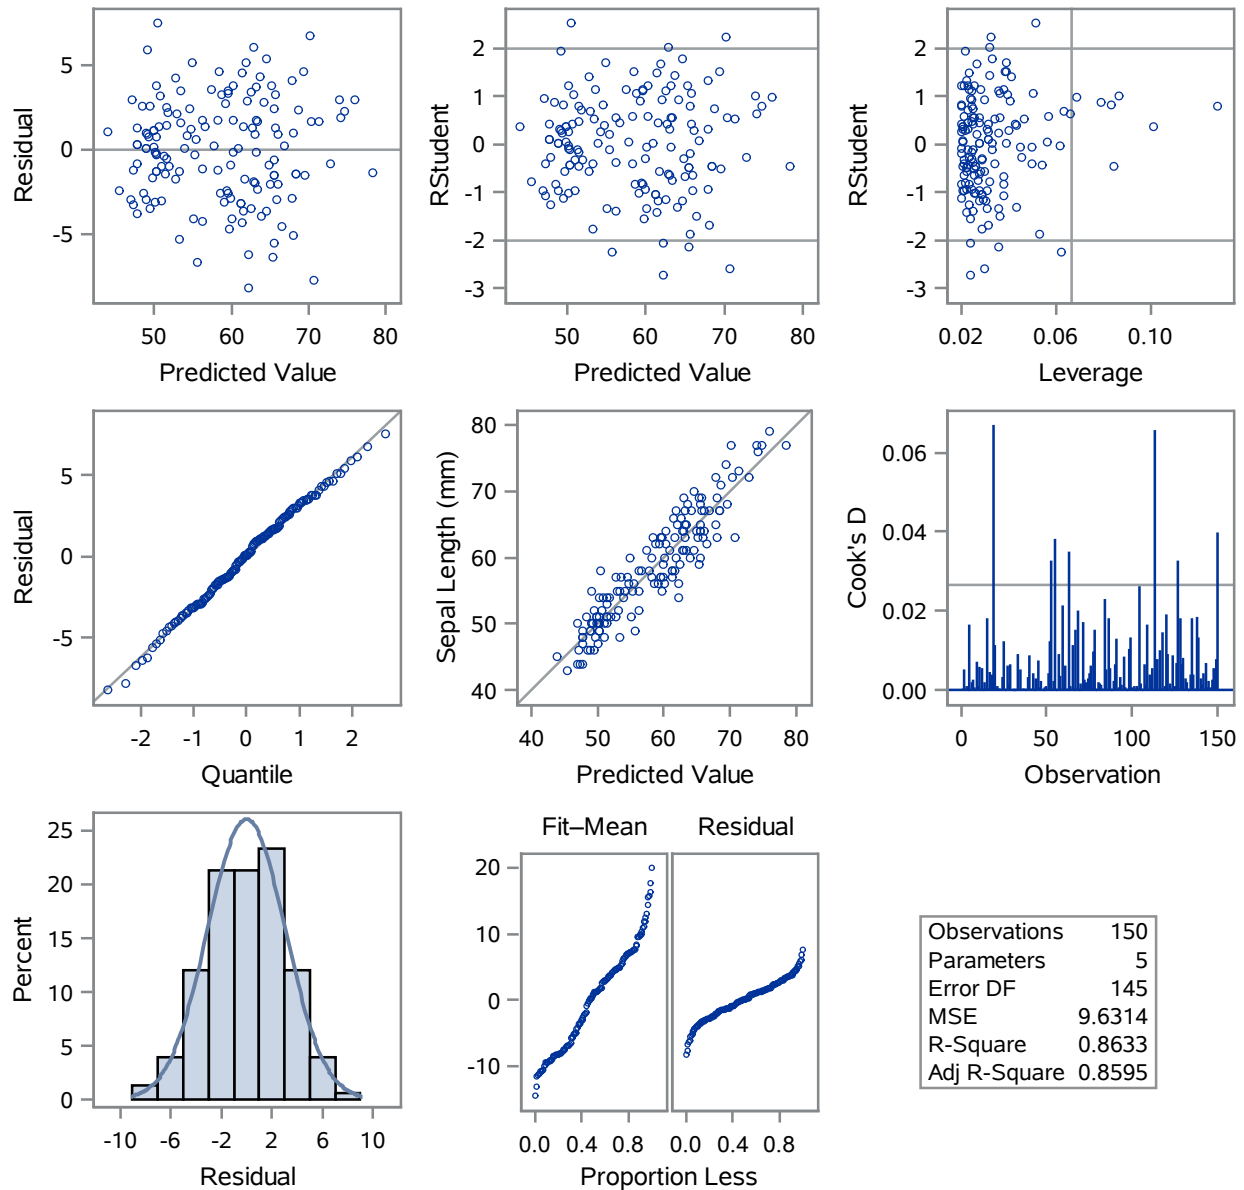 5
0
-5
Residual
50 60 70 80
Predicted Value
2
1
0
-1
-2
-3
RStudent
50 60 70 80
Predicted Value
2
1
0
-1
-2
-3
RStudent
0.02 0.06 0.10
Leverage
5
0
-5
Residual
-2 -1 0 1 2
Quantile
80
70
60
50
40
Sepal Length (mm)
40 50 60 70 80
Predicted Value
0.06
0.04
0.02
0.00
Cook's D
0 50 100 150
Observation
25
20
15
10
5
0
Percent
-10 -6 -2 2 6 10
Residual
Fit–Mean Residual
20
10
0
-10
0.0 0.4 0.8 0.0 0.4 0.8
Proportion Less
Observations 150
Parameters 5
Error DF 145
MSE 9.6314
R-Square 0.8633
Adj R-Square 0.8595